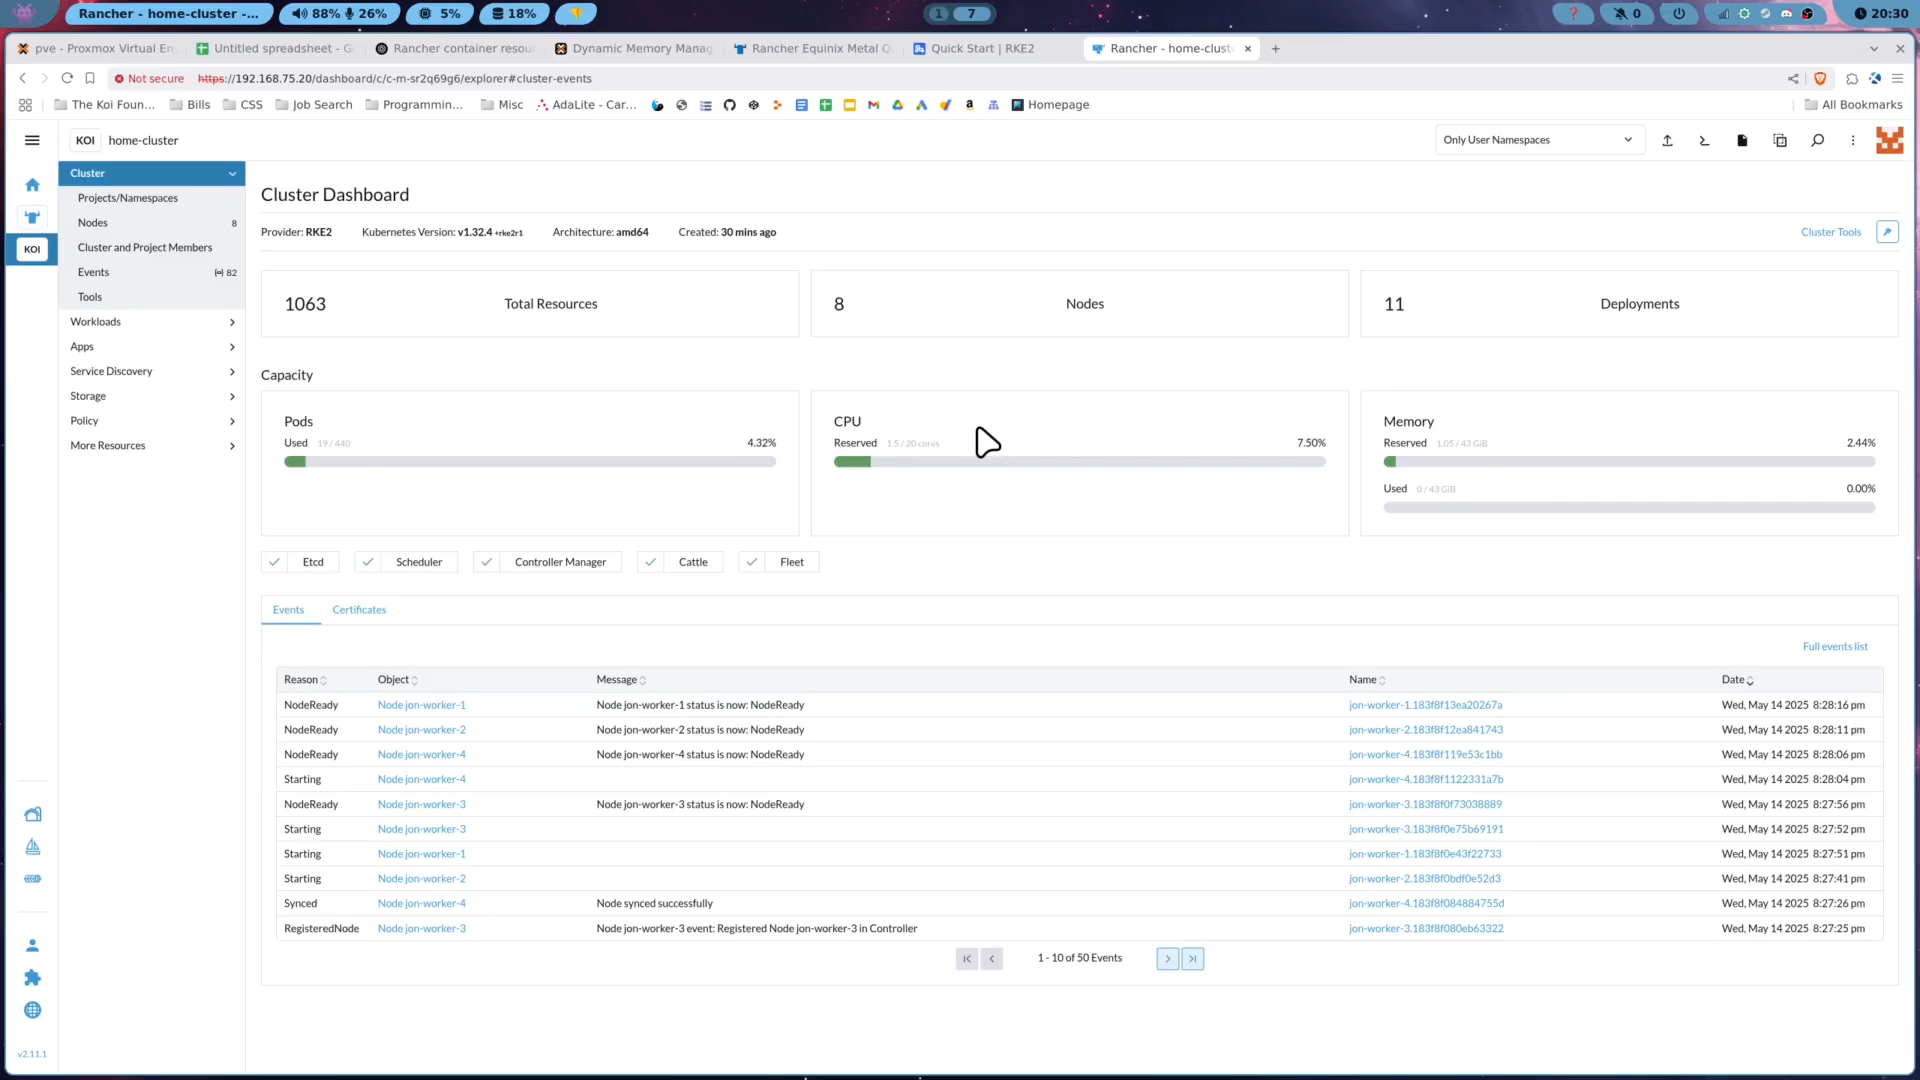 Rancher - home-cluster -...
88% 26%
5%
18%
1 7
0
20:30
pve - Proxmox Virtual En
Untitled spreadsheet - G
Rancher container resou
Dynamic Memory Manag
Rancher Equinix Metal Q
Quick Start | RKE2
Rancher - home-clust
Not secure https://192.168.75.20/dashboard/c/c-m-sr2q69g6/explorer#cluster-events
The Koi Foun... Bills CSS Job Search Programmin... Misc AdaLite - Car... Homepage All Bookmarks
KOI home-cluster Only User Namespaces
KOI
Cluster
Projects/Namespaces
Nodes 8
Cluster and Project Members
Events 82
Tools
Workloads
Apps
Service Discovery
Storage
Policy
More Resources
v2.11.1
Cluster Dashboard
Provider: RKE2 Kubernetes Version: v1.32.4 +rke2r1 Architecture: amd64 Created: 30 mins ago Cluster Tools
1063 Total Resources 8 Nodes 11 Deployments
Capacity
Pods
Used 19 / 440 4.32%
CPU
Reserved 1.5 / 20 cores 7.50%
Memory
Reserved 1.05 / 43 GiB 2.44%
Used 0 / 43 GiB 0.00%
Etcd Scheduler Controller Manager Cattle Fleet
Events Certificates
Full events list
Reason Object Message Name Date
NodeReady Node jon-worker-1 Node jon-worker-1 status is now: NodeReady jon-worker-1.183f8f13ea20267a Wed, May 14 2025 8:28:16 pm
NodeReady Node jon-worker-2 Node jon-worker-2 status is now: NodeReady jon-worker-2.183f8f12ea841743 Wed, May 14 2025 8:28:11 pm
NodeReady Node jon-worker-4 Node jon-worker-4 status is now: NodeReady jon-worker-4.183f8f119e53c1bb Wed, May 14 2025 8:28:06 pm
Starting Node jon-worker-4 jon-worker-4.183f8f1122331a7b Wed, May 14 2025 8:28:04 pm
NodeReady Node jon-worker-3 Node jon-worker-3 status is now: NodeReady jon-worker-3.183f8f0f73038889 Wed, May 14 2025 8:27:56 pm
Starting Node jon-worker-3 jon-worker-3.183f8f0e75b69191 Wed, May 14 2025 8:27:52 pm
Starting Node jon-worker-1 jon-worker-1.183f8f0e43f22733 Wed, May 14 2025 8:27:51 pm
Starting Node jon-worker-2 jon-worker-2.183f8f0bdf0e52d3 Wed, May 14 2025 8:27:41 pm
Synced Node jon-worker-4 Node synced successfully jon-worker-4.183f8f084884755d Wed, May 14 2025 8:27:26 pm
RegisteredNode Node jon-worker-3 Node jon-worker-3 event: Registered Node jon-worker-3 in Controller jon-worker-3.183f8f080eb63322 Wed, May 14 2025 8:27:25 pm
1 - 10 of 50 Events